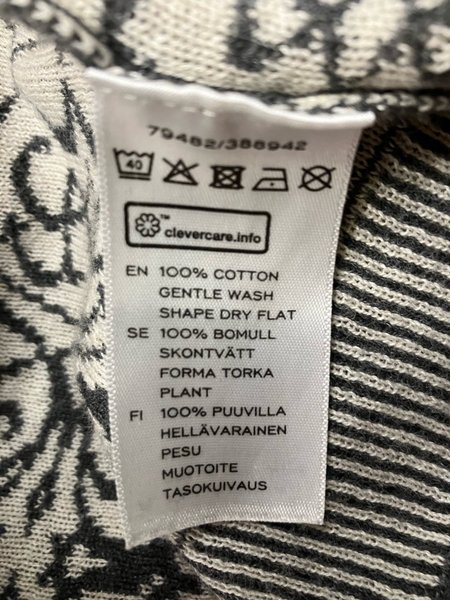 79482/388942
40
™
clevercare.info
EN 100% COTTON
GENTLE WASH
SHAPE DRY FLAT
SE 100% BOMULL
SKONTVÄTT
FORMA TORKA
PLANT
FI 100% PUUVILLA
HELLÄVARAINEN
PESU
MUOTOITE
TASOKUIVAUS